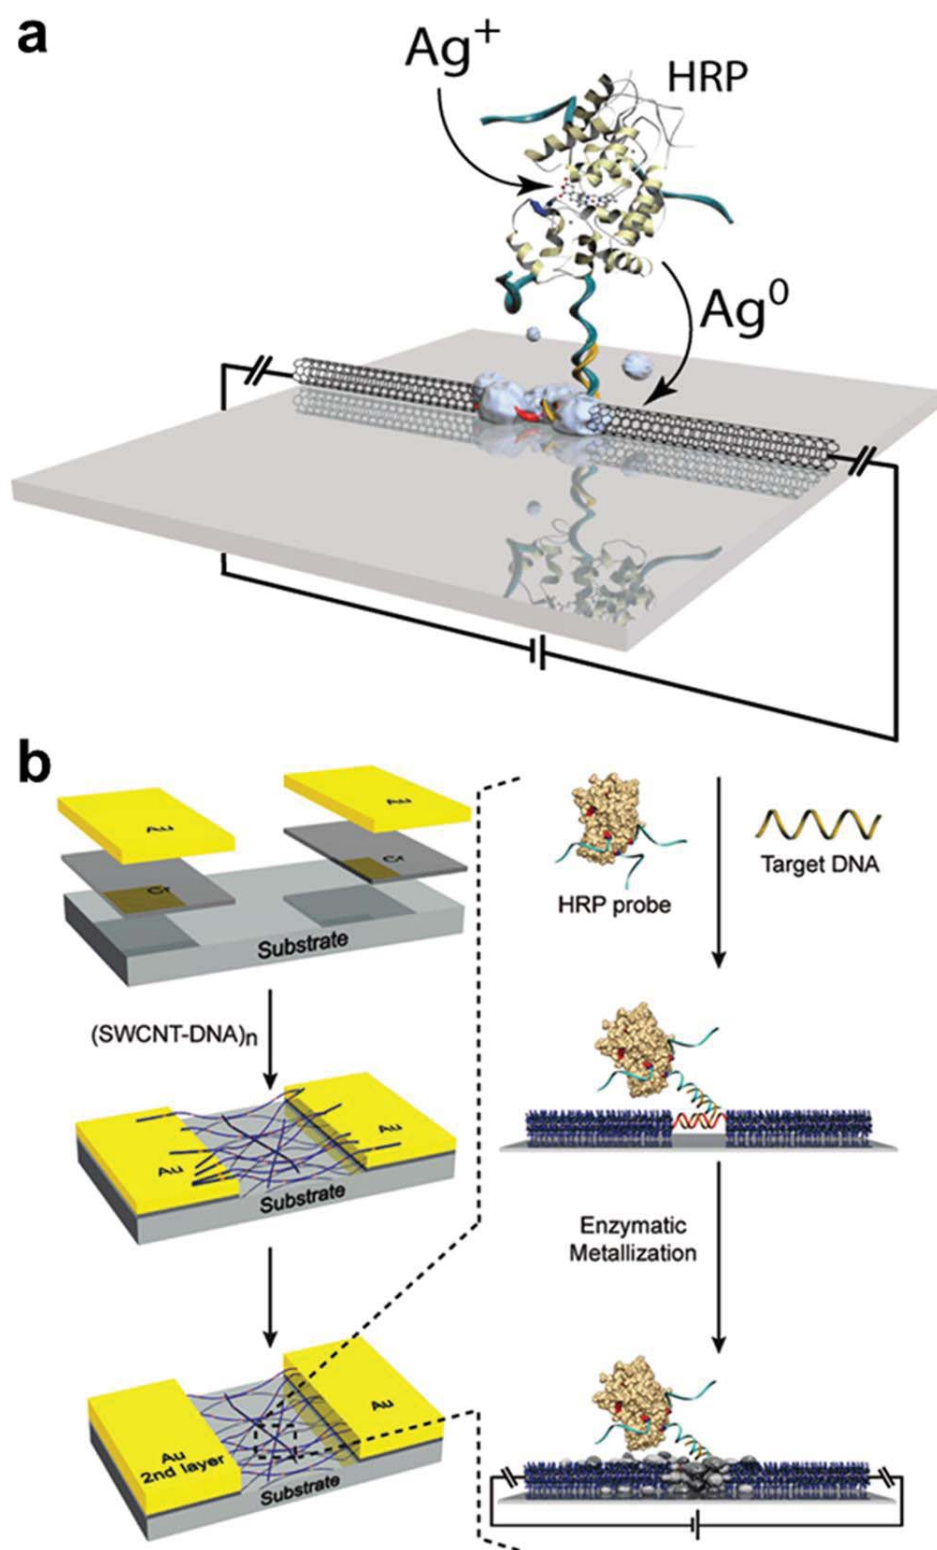 a
Ag⁺
HRP
Ag⁰
b
Au
Au
Cr
Cr
Substrate
(SWCNT-DNA)n
Au
Au
Substrate
Au
Au
2nd layer
Substrate
HRP probe
Target DNA
Enzymatic
Metallization